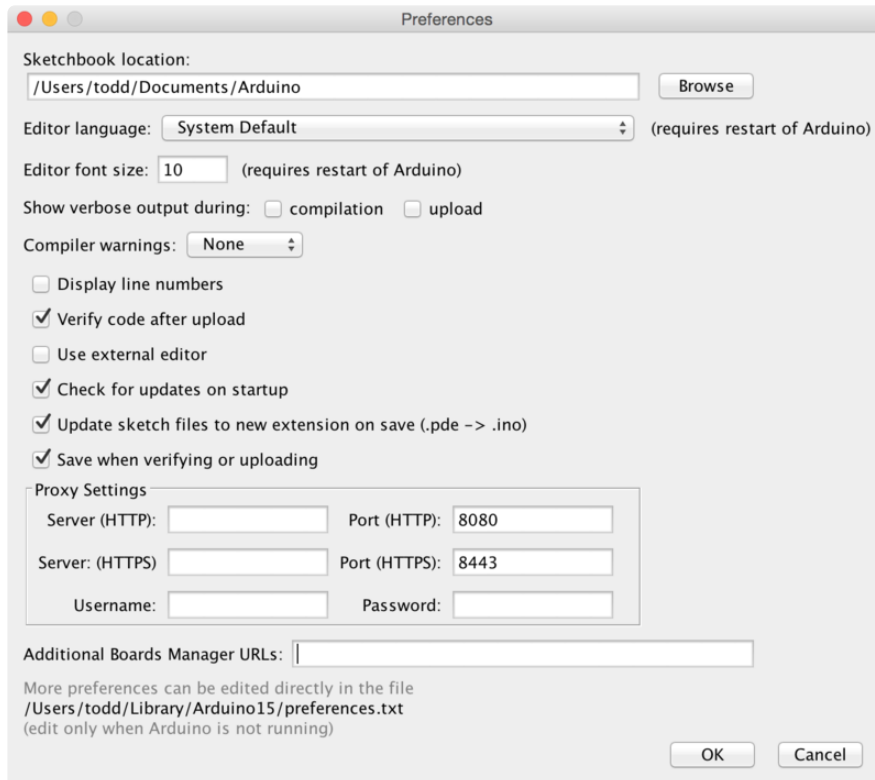 Preferences
Sketchbook location:
/Users/todd/Documents/Arduino Browse
Editor language: System Default (requires restart of Arduino)
Editor font size: 10 (requires restart of Arduino)
Show verbose output during: compilation upload
Compiler warnings: None
Display line numbers
Verify code after upload
Use external editor
Check for updates on startup
Update sketch files to new extension on save (.pde -> .ino)
Save when verifying or uploading
Proxy Settings
Server (HTTP): Port (HTTP): 8080
Server: (HTTPS) Port (HTTPS): 8443
Username: Password:
Additional Boards Manager URLs:
More preferences can be edited directly in the file
/Users/todd/Library/Arduino15/preferences.txt
(edit only when Arduino is not running)
OK Cancel